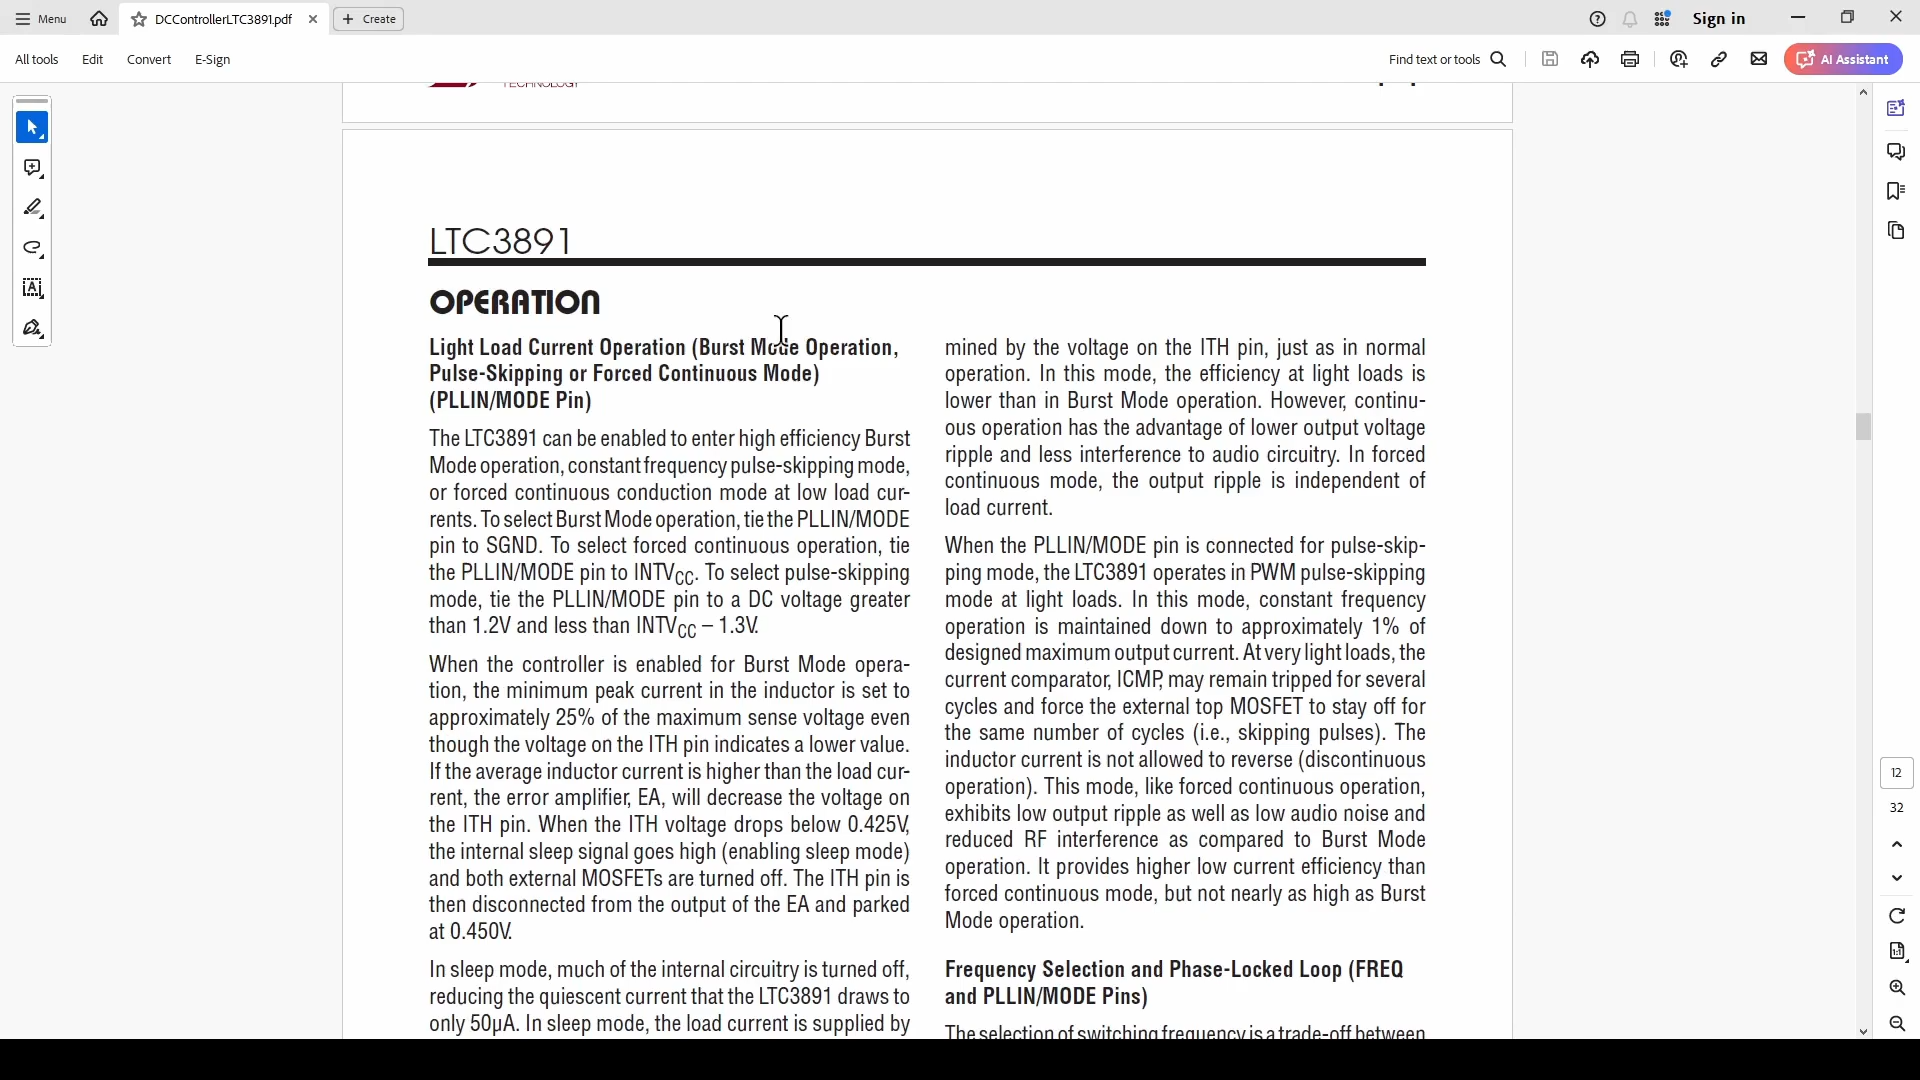 Menu
DCControllerLTC3891.pdf
Create
Sign in
All tools
Edit
Convert
E-Sign
Find text or tools
AI Assistant
TECHNOLOGY
LTC3891
OPERATION
Light Load Current Operation (Burst Mode Operation,
Pulse-Skipping or Forced Continuous Mode)
(PLLIN/MODE Pin)
The LTC3891 can be enabled to enter high efficiency Burst
Mode operation, constant frequency pulse-skipping mode,
or forced continuous conduction mode at low load cur-
rents. To select Burst Mode operation, tie the PLLIN/MODE
pin to SGND. To select forced continuous operation, tie
the PLLIN/MODE pin to INTVCC. To select pulse-skipping
mode, tie the PLLIN/MODE pin to a DC voltage greater
than 1.2V and less than INTVCC – 1.3V.
When the controller is enabled for Burst Mode opera-
tion, the minimum peak current in the inductor is set to
approximately 25% of the maximum sense voltage even
though the voltage on the ITH pin indicates a lower value.
If the average inductor current is higher than the load cur-
rent, the error amplifier, EA, will decrease the voltage on
the ITH pin. When the ITH voltage drops below 0.425V,
the internal sleep signal goes high (enabling sleep mode)
and both external MOSFETs are turned off. The ITH pin is
then disconnected from the output of the EA and parked
at 0.450V.
In sleep mode, much of the internal circuitry is turned off,
reducing the quiescent current that the LTC3891 draws to
only 50µA. In sleep mode, the load current is supplied by
mined by the voltage on the ITH pin, just as in normal
operation. In this mode, the efficiency at light loads is
lower than in Burst Mode operation. However, continu-
ous operation has the advantage of lower output voltage
ripple and less interference to audio circuitry. In forced
continuous mode, the output ripple is independent of
load current.
When the PLLIN/MODE pin is connected for pulse-skip-
ping mode, the LTC3891 operates in PWM pulse-skipping
mode at light loads. In this mode, constant frequency
operation is maintained down to approximately 1% of
designed maximum output current. At very light loads, the
current comparator, ICMP, may remain tripped for several
cycles and force the external top MOSFET to stay off for
the same number of cycles (i.e., skipping pulses). The
inductor current is not allowed to reverse (discontinuous
operation). This mode, like forced continuous operation,
exhibits low output ripple as well as low audio noise and
reduced RF interference as compared to Burst Mode
operation. It provides higher low current efficiency than
forced continuous mode, but not nearly as high as Burst
Mode operation.
Frequency Selection and Phase-Locked Loop (FREQ
and PLLIN/MODE Pins)
The selection of switching frequency is a trade-off between
12
32